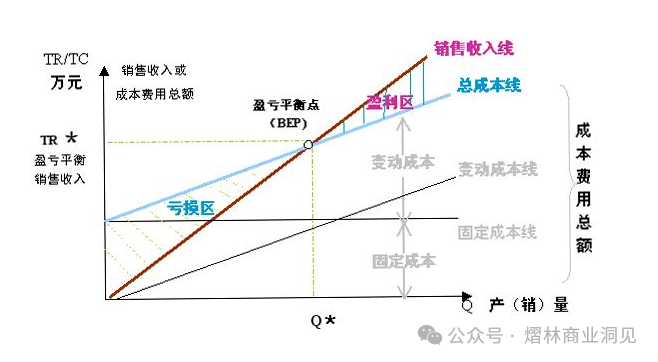 TR/TC
万元
销售收入或
成本费用总额
销售收入线
总成本线
盈利区
盈亏平衡点
（BEP）
TR *
盈亏平衡
销售收入
变动成本
变动成本线
亏损区
固定成本线
固定成本
成本费用总额
Q 产（销）量
Q*
公众号 · 熠林商业洞见